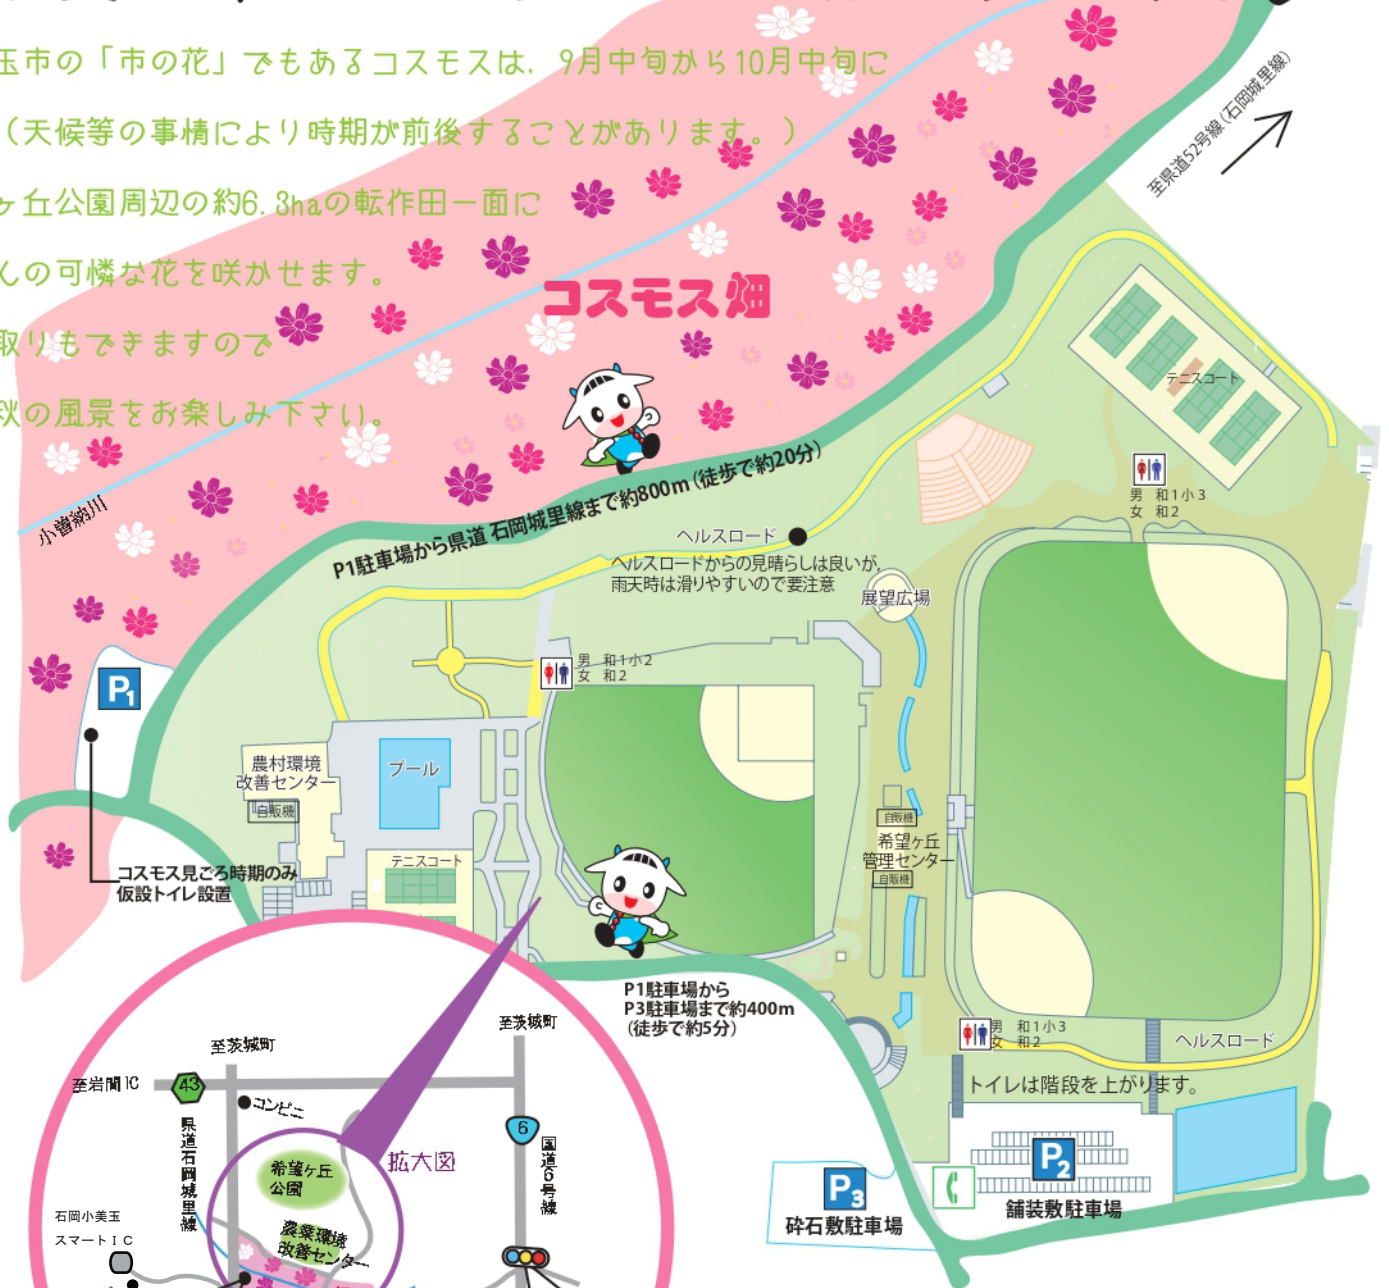 玉市の「市の花」でもあるコスモスは、9月中旬から10月中旬に
（天候等の事情により時期が前後することがあります。）
ヶ丘公園周辺の約6.3haの転作田一面に
んの可憐な花を咲かせます。
取りもできますので
秋の風景をお楽しみ下さい。
至県道52号線（石岡城里線）
コスモス畑
テニスコート
小曽納川
P1駐車場から県道 石岡城里線まで約800m（徒歩で約20分）
男 和1小3
女 和2
ヘルスロード
ヘルスロードからの見晴らしは良いが、
雨天時は滑りやすいので要注意
展望広場
男 和1小2
女 和2
P1
農村環境
改善センター
自販機
プール
テニスコート
自販機
希望ヶ丘
管理センター
自販機
コスモス見ごろ時期のみ
仮設トイレ設置
P1駐車場から
P3駐車場まで約400m
（徒歩で約5分）
男 和1小3
女 和2
ヘルスロード
トイレは階段を上がります。
P2
舗装敷駐車場
P3
砕石敷駐車場
至茨城町
至茨城町
至岩間IC
43
コンビニ
県道石岡城里線
6
国道6号線
拡大図
希望ヶ丘
公園
農業環境
改善センター
石岡小美玉
スマートIC